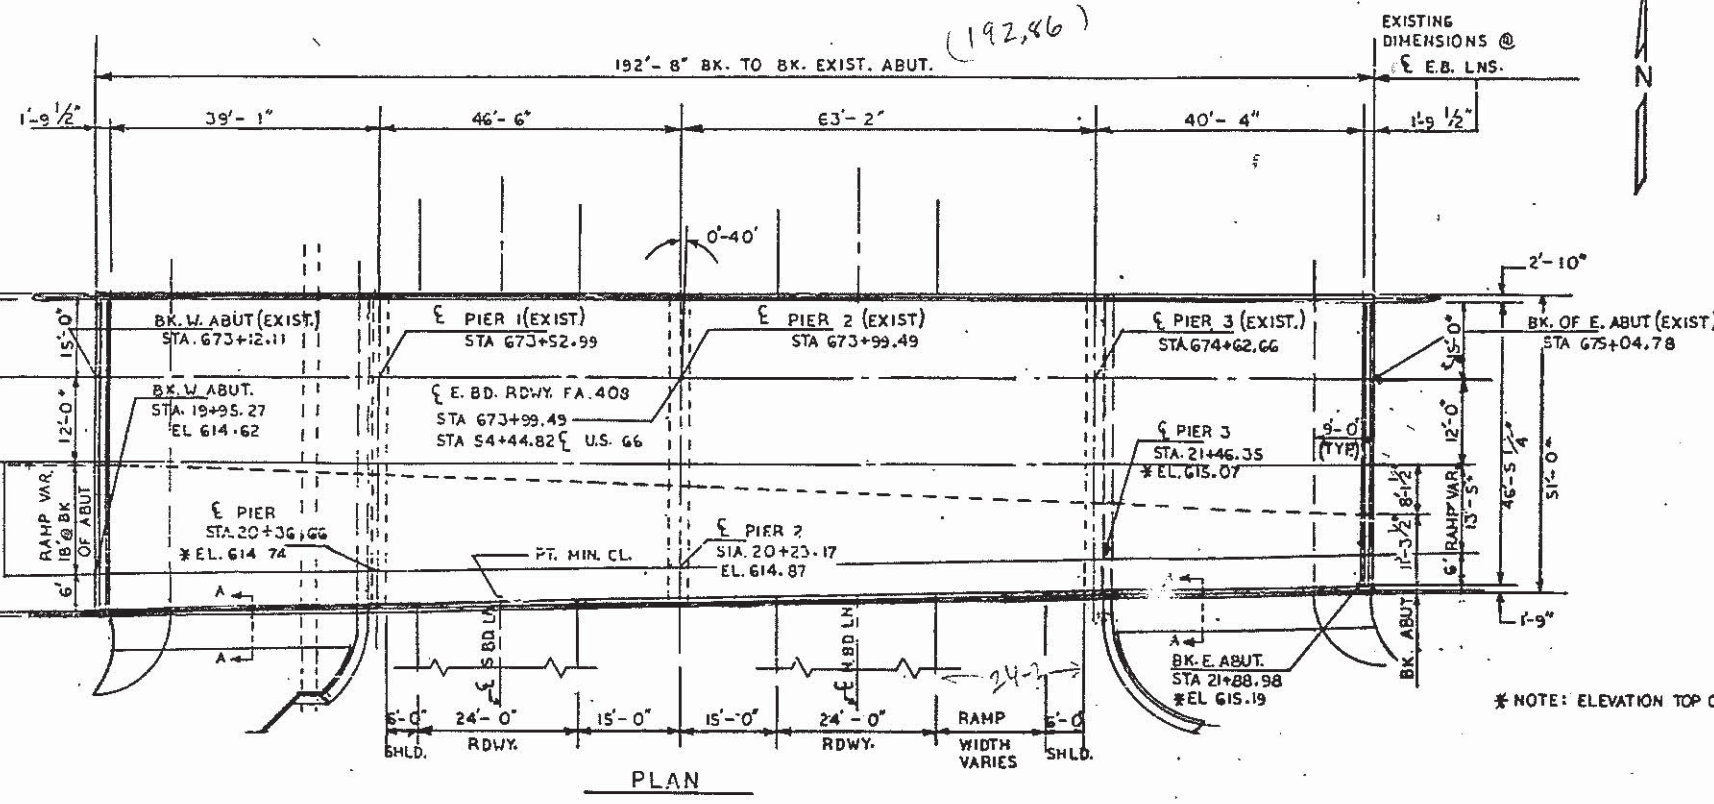 (192,86)
EXISTING
DIMENSIONS @
℄ E.B. LNS.
192'-8" BK. TO BK. EXIST. ABUT.
N
1'-9 1/2"
39'-1"
46'-6"
63'-2"
40'-4"
1'-9 1/2"
0°-40'
2'-10"
BK. W. ABUT (EXIST.)
STA. 673+12.11
℄ PIER 1 (EXIST)
STA 673+52.99
℄ PIER 2 (EXIST)
STA 673+99.49
℄ PIER 3 (EXIST.)
STA. 674+62.66
BK. OF E. ABUT (EXIST)
STA 675+04.78
15'-0"
15'-0"
BK. W. ABUT.
STA. 19+95.27
EL 614.62
℄ E. BD. RDWY. FA. 408
STA 673+99.49
STA 54+44.82 ℄ U.S. 66
℄ PIER 3
STA. 21+46.35
* EL. 615.07
9'-0"
(TYP.)
12'-0"
12'-0"
46'-5 1/4"
51'-0"
RAMP VAR.
18' @ BK
OF ABUT
6'
℄ PIER
STA. 20+36.66
* EL. 614 74
PT. MIN. CL.
℄ PIER 2
STA. 20+23.17
EL. 614.87
8'-1 1/2"
11'-3 1/2"
RAMP VAR.
13'-5"
6'
1'-9"
BK. ABUT
A
A
A
A
℄ S BD LN
℄ N. BD LN
24-3
BK. E. ABUT.
STA 21+88.98
* EL 615.19
* NOTE: ELEVATION TOP
6'-0"
SHLD.
24'-0"
RDWY.
15'-0"
15'-0"
24'-0"
RDWY.
RAMP
WIDTH
VARIES
6'-0"
SHLD.
PLAN